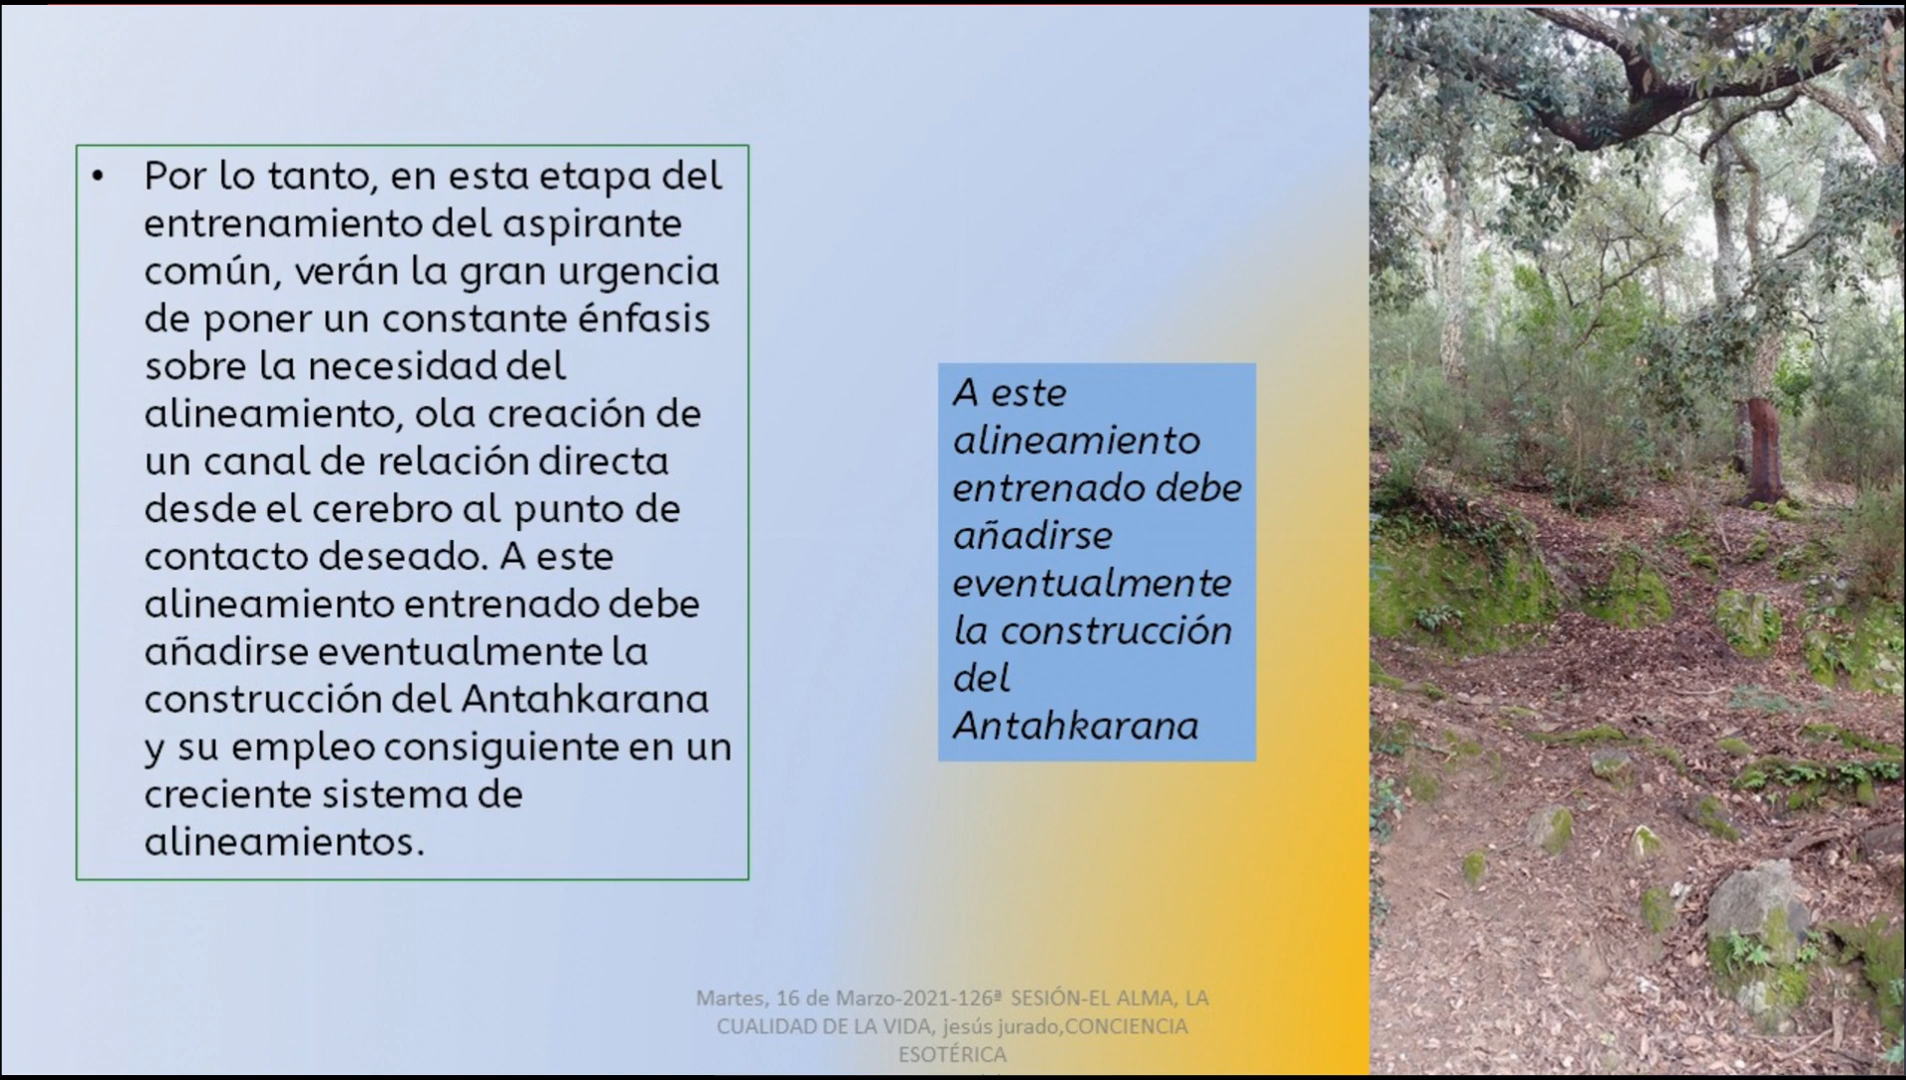 • Por lo tanto, en esta etapa del
entrenamiento del aspirante
común, verán la gran urgencia
de poner un constante énfasis
sobre la necesidad del
alineamiento, ola creación de
un canal de relación directa
desde el cerebro al punto de
contacto deseado. A este
alineamiento entrenado debe
añadirse eventualmente la
construcción del Antahkarana
y su empleo consiguiente en un
creciente sistema de
alineamientos.
A este
alineamiento
entrenado debe
añadirse
eventualmente
la construcción
del
Antahkarana
Martes, 16 de Marzo-2021-126ª SESIÓN-EL ALMA, LA
CUALIDAD DE LA VIDA, jesús jurado,CONCIENCIA
ESOTÉRICA